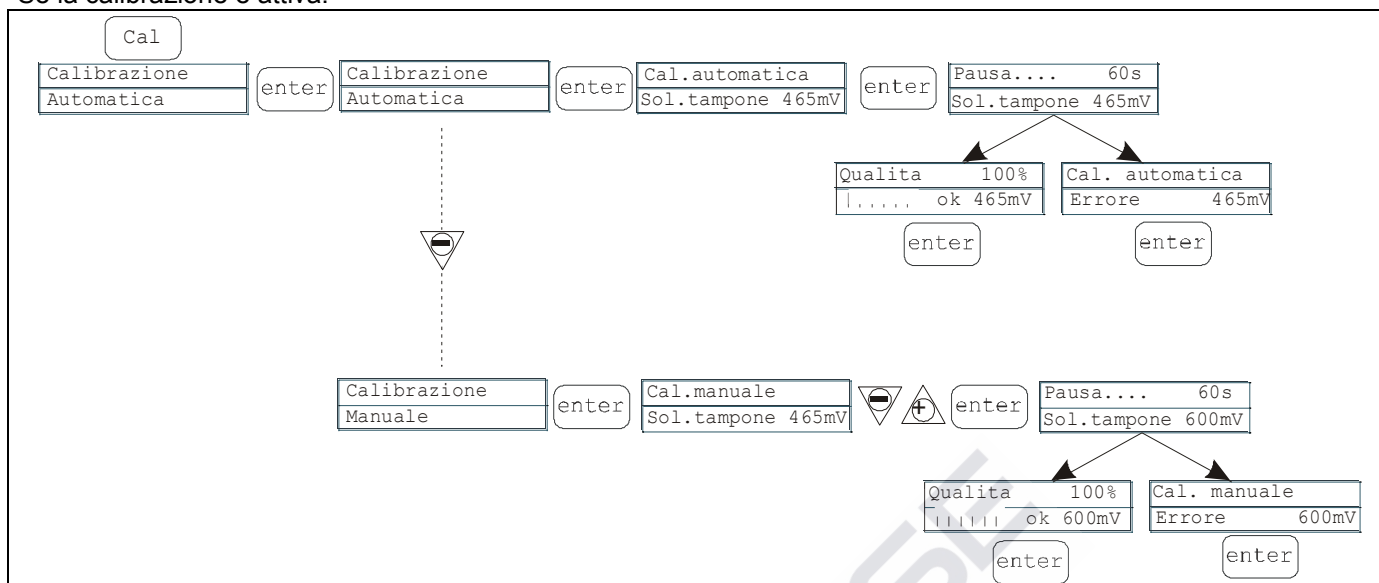 Se la calibrazione è attiva:
Cal
Calibrazione
Automatica
enter
Calibrazione
Automatica
enter
Cal.automatica
Sol.tampone 465mV
enter
Pausa.... 60s
Sol.tampone 465mV
Qualita 100%
ok 465mV
enter
Cal. automatica
Errore 465mV
enter
Calibrazione
Manuale
enter
Cal.manuale
Sol.tampone 465mV
enter
Pausa.... 60s
Sol.tampone 600mV
Qualita 100%
ok 600mV
enter
Cal. manuale
Errore 600mV
enter